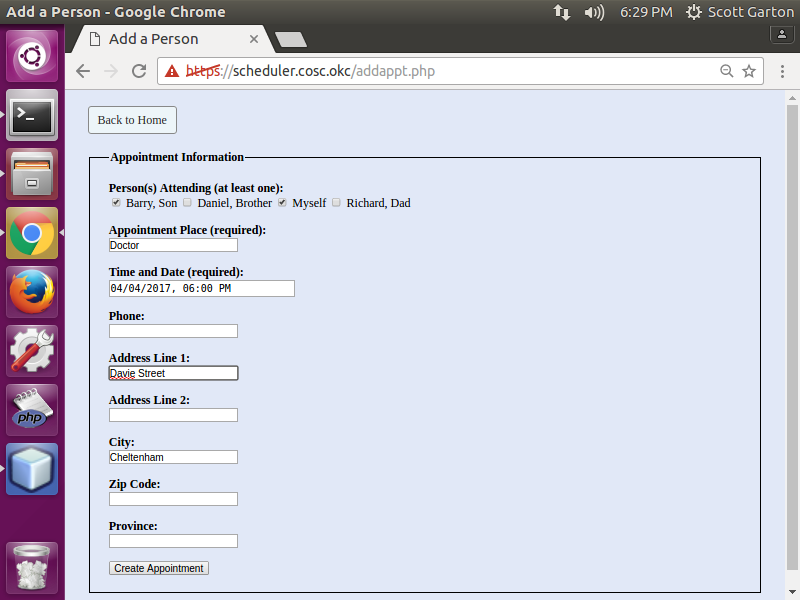 Add a Person - Google Chrome
6:29 PM
Scott Garton
Add a Person
https://scheduler.cosc.okc/addappt.php
Back to Home
Appointment Information
Person(s) Attending (at least one):
Barry, Son Daniel, Brother Myself Richard, Dad
Appointment Place (required):
Doctor
Time and Date (required):
04/04/2017, 06:00 PM
Phone:
Address Line 1:
Davie Street
Address Line 2:
City:
Cheltenham
Zip Code:
Province:
Create Appointment
php